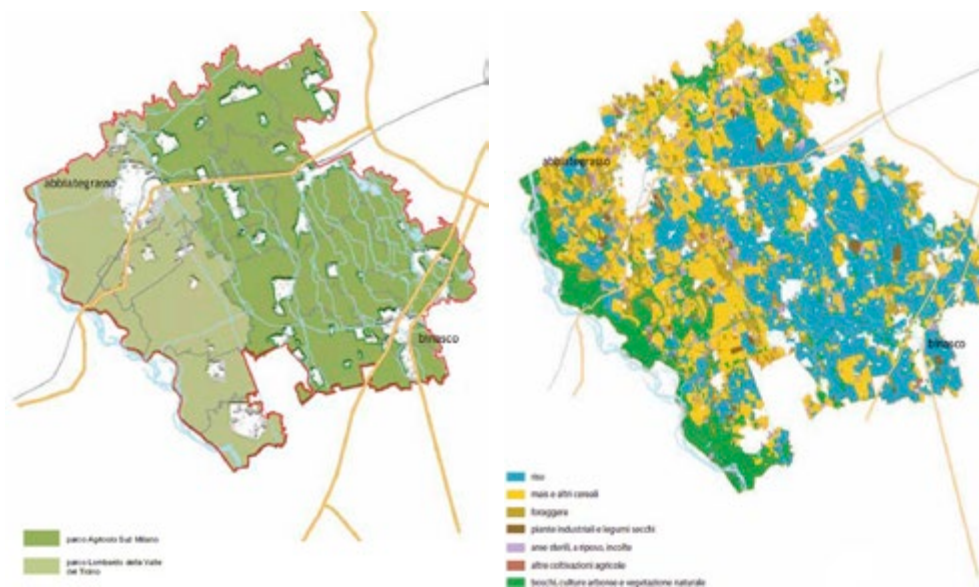 abbiategrasso
binasco
parco Agricolo Sud Milano
parco Lombardo della Valle
del Ticino
abbiategrasso
binasco
riso
mais e altri cereali
foraggere
piante industriali e legumi secchi
aree sterili, a riposo, incolte
altre coltivazioni agricole
boschi, culture arboree e vegetazione naturale